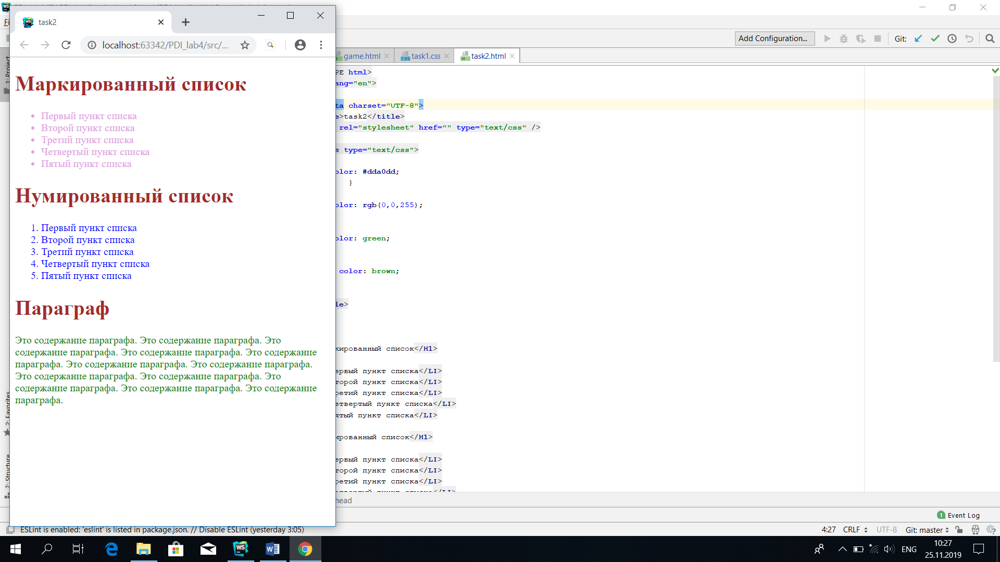 task2
localhost:63342/PDI_lab4/src/...
Маркированный список
Первый пункт списка
Второй пункт списка
Третий пункт списка
Четвертый пункт списка
Пятый пункт списка
Нумированный список
1. Первый пункт списка
2. Второй пункт списка
3. Третий пункт списка
4. Четвертый пункт списка
5. Пятый пункт списка
Параграф
Это содержание параграфа. Это содержание параграфа. Это
содержание параграфа. Это содержание параграфа. Это содержание
параграфа. Это содержание параграфа. Это содержание параграфа.
Это содержание параграфа. Это содержание параграфа. Это
содержание параграфа. Это содержание параграфа. Это содержание
параграфа.
Add Configuration...
Git:
game.html
task1.css
task2.html
PE html>
ang="en">
ta charset="UTF-8">
e>task2</title>
rel="stylesheet" href="" type="text/css" />
e type="text/css">
olor: #dda0dd;
}
olor: rgb(0,0,255);
olor: green;
color: brown;
le>
кированный список</H1>
ервый пункт списка</LI>
торой пункт списка</LI>
ретий пункт списка</LI>
етвертый пункт списка</LI>
ятый пункт списка</LI>
ированный список</H1>
ервый пункт списка</LI>
торой пункт списка</LI>
ретий пункт списка</LI>
head
1: Project
2: Favorites
7: Structure
1 Event Log
ESLint is enabled: 'eslint' is listed in package.json. // Disable ESLint (yesterday 3:05)
4:27 CRLF UTF-8 Git: master
WS
ENG
10:27
25.11.2019